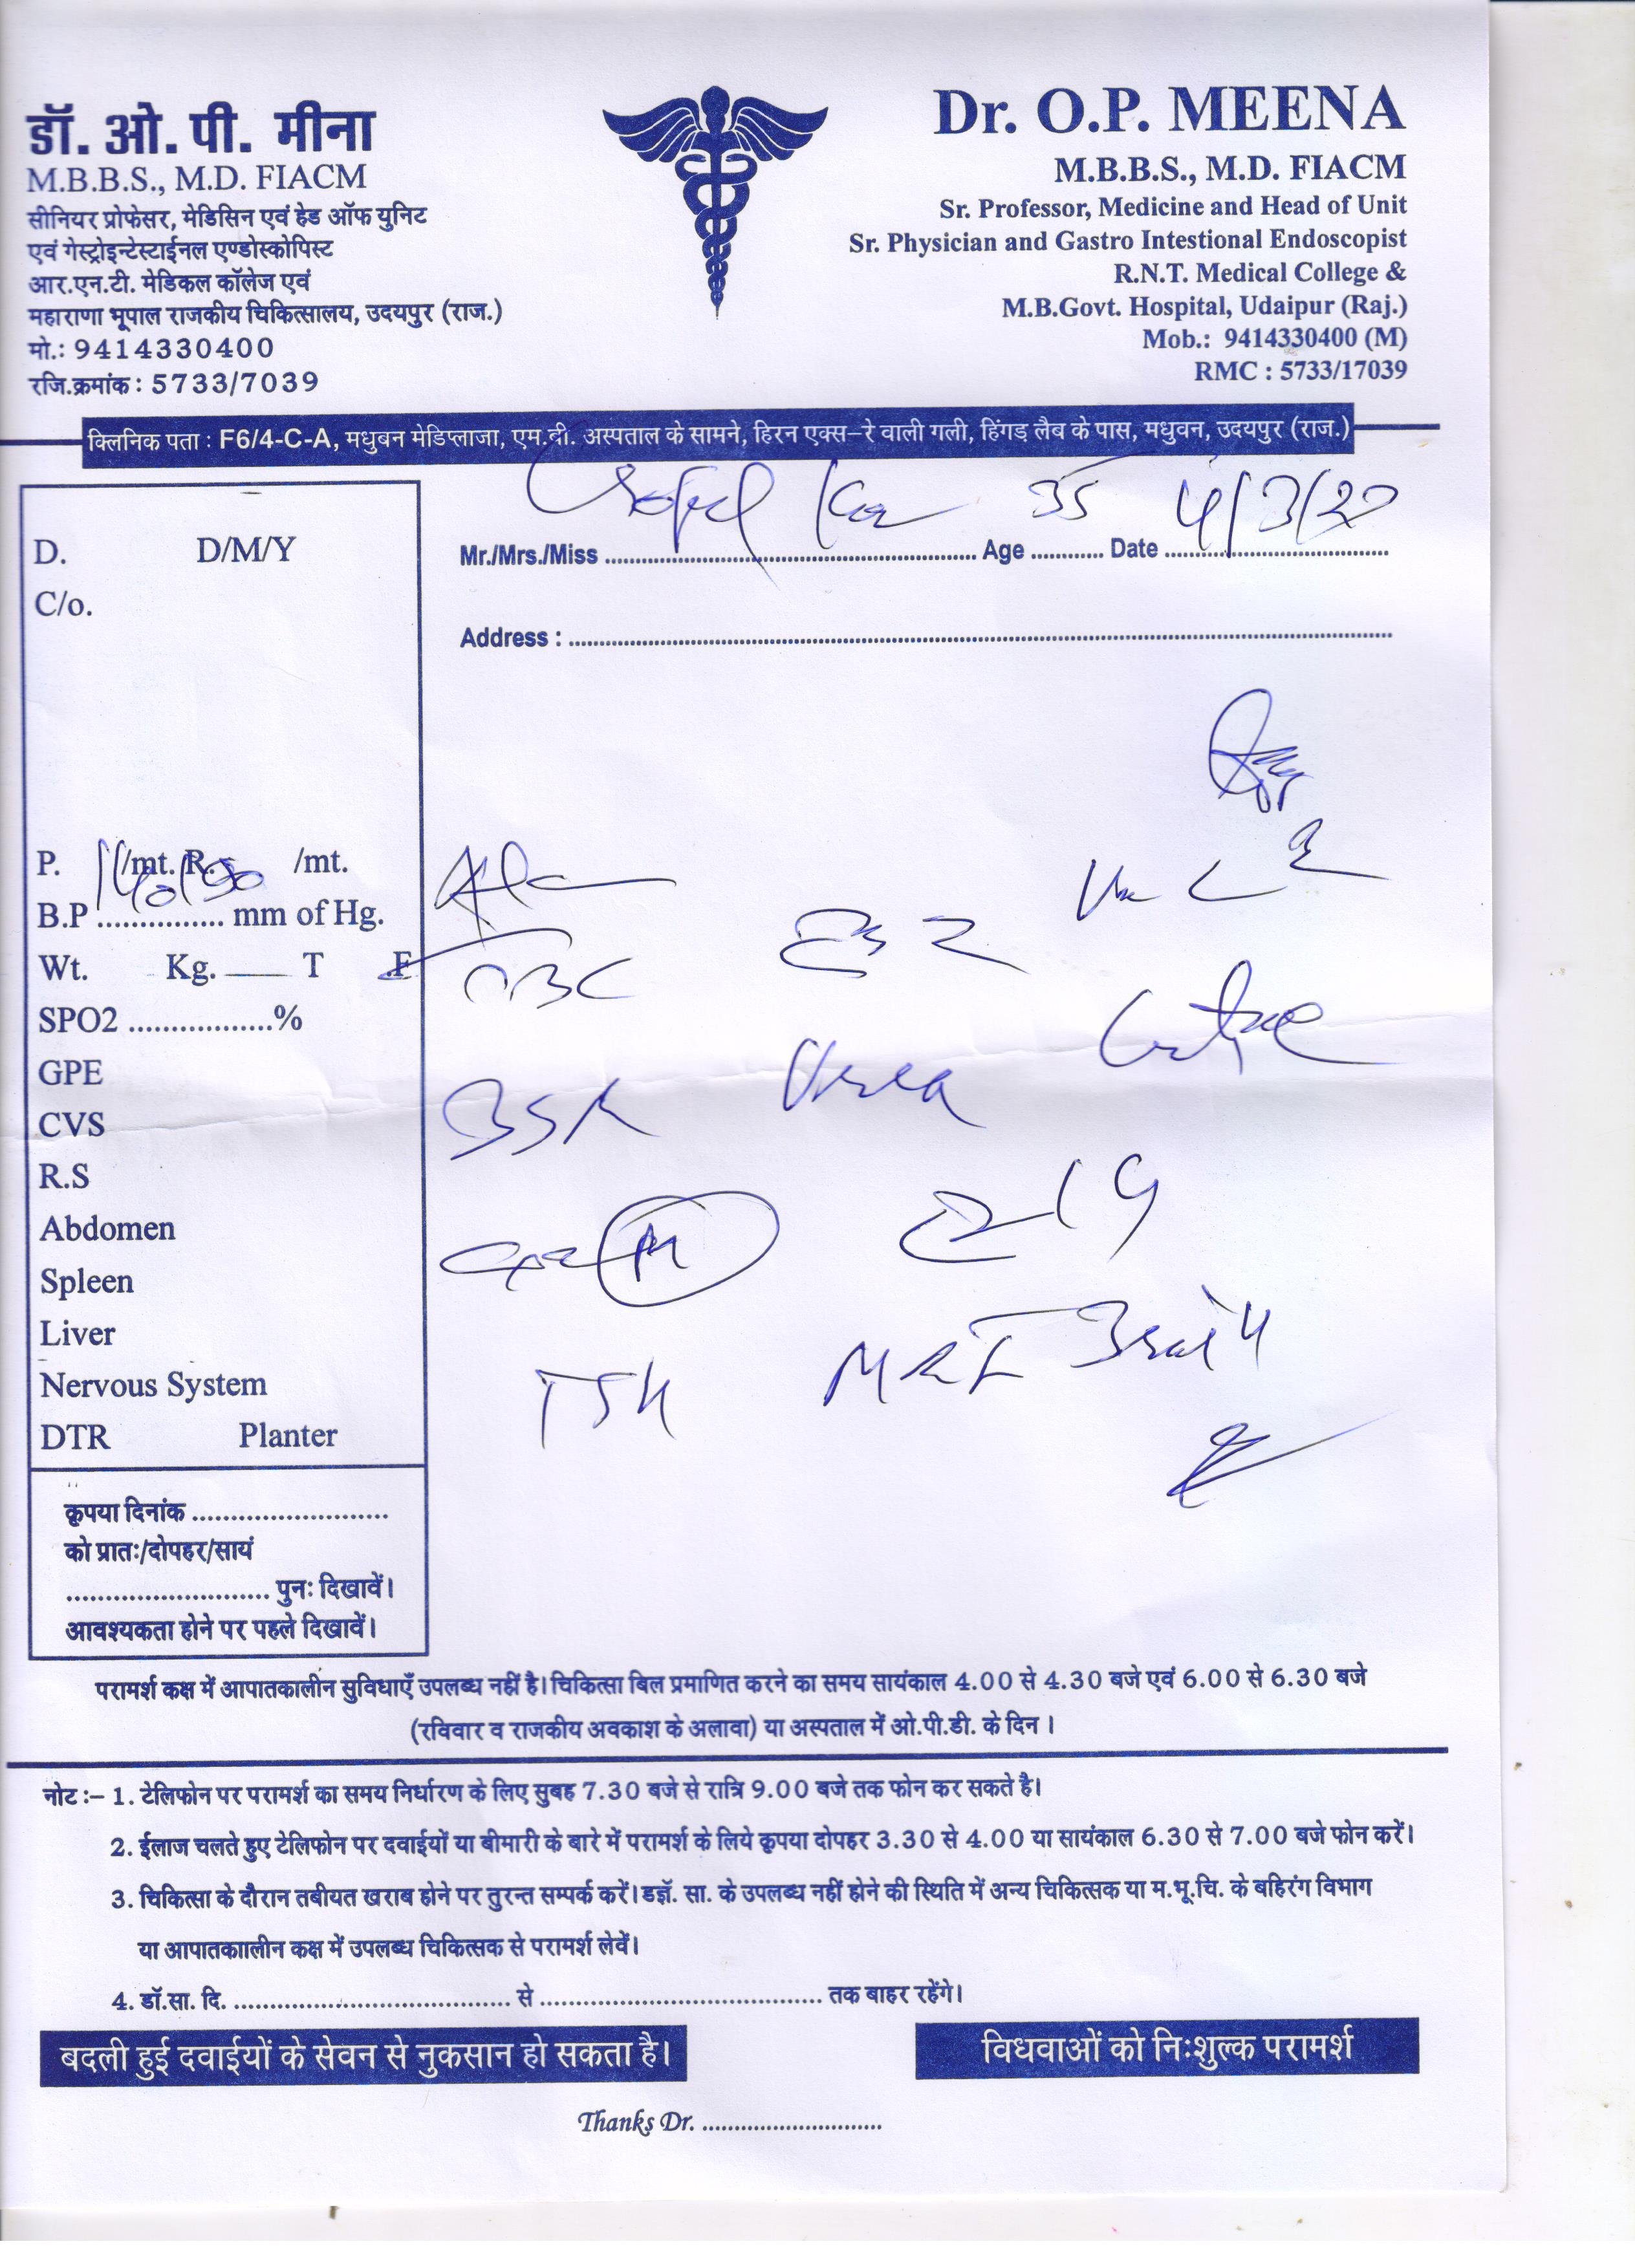 डॉ. ओ. पी. मीना
M.B.B.S., M.D. FIACM
सीनियर प्रोफेसर, मेडिसिन एवं हेड ऑफ युनिट
एवं गेस्ट्रोइन्टेस्टाईनल एण्डोस्कोपिस्ट
आर.एन.टी. मेडिकल कॉलेज एवं
महाराणा भूपाल राजकीय चिकित्सालय, उदयपुर (राज.)
मो.: 9414330400
रजि.क्रमांक : 5733/7039
Dr. O.P. MEENA
M.B.B.S., M.D. FIACM
Sr. Professor, Medicine and Head of Unit
Sr. Physician and Gastro Intestional Endoscopist
R.N.T. Medical College &
M.B.Govt. Hospital, Udaipur (Raj.)
Mob.: 9414330400 (M)
RMC : 5733/17039
क्लिनिक पता : F6/4-C-A, मधुबन मेडिप्लाजा, एम.बी. अस्पताल के सामने, हिरन एक्स-रे वाली गली, हिंगड़ लैब के पास, मधुवन, उदयपुर (राज.)
Mr./Mrs./Miss ........ Age 35 Date 4/3/20
Address :
D. D/M/Y
C/o.
P. /mt. R. /mt.
B.P 140/90 mm of Hg.
Wt. Kg. T .F
SPO2 ..................%
GPE
CVS
R.S
Abdomen
Spleen
Liver
Nervous System
DTR Planter
CBC
Urea
TSH MRI Brain
कृपया दिनांक ..........................
को प्रातः/दोपहर/सायं
.......................... पुनः दिखावें।
आवश्यकता होने पर पहले दिखावें।
परामर्श कक्ष में आपातकालीन सुविधाएँ उपलब्ध नहीं है। चिकित्सा बिल प्रमाणित करने का समय सायंकाल 4.00 से 4.30 बजे एवं 6.00 से 6.30 बजे
(रविवार व राजकीय अवकाश के अलावा) या अस्पताल में ओ.पी.डी. के दिन ।
नोट :– 1. टेलिफोन पर परामर्श का समय निर्धारण के लिए सुबह 7.30 बजे से रात्रि 9.00 बजे तक फोन कर सकते है।
2. ईलाज चलते हुए टेलिफोन पर दवाईयों या बीमारी के बारे में परामर्श के लिये कृपया दोपहर 3.30 से 4.00 या सायंकाल 6.30 से 7.00 बजे फोन करें।
3. चिकित्सा के दौरान तबीयत खराब होने पर तुरन्त सम्पर्क करें। डज्ञॅ. सा. के उपलब्ध नहीं होने की स्थिति में अन्य चिकित्सक या म.भू.चि. के बहिरंग विभाग
या आपातकाालीन कक्ष में उपलब्ध चिकित्सक से परामर्श लेवें।
4. डॉ.सा. दि. ........................................ से ........................................ तक बाहर रहेंगे।
बदली हुई दवाईयों के सेवन से नुकसान हो सकता है।
विधवाओं को निःशुल्क परामर्श
Thanks Dr. ............................